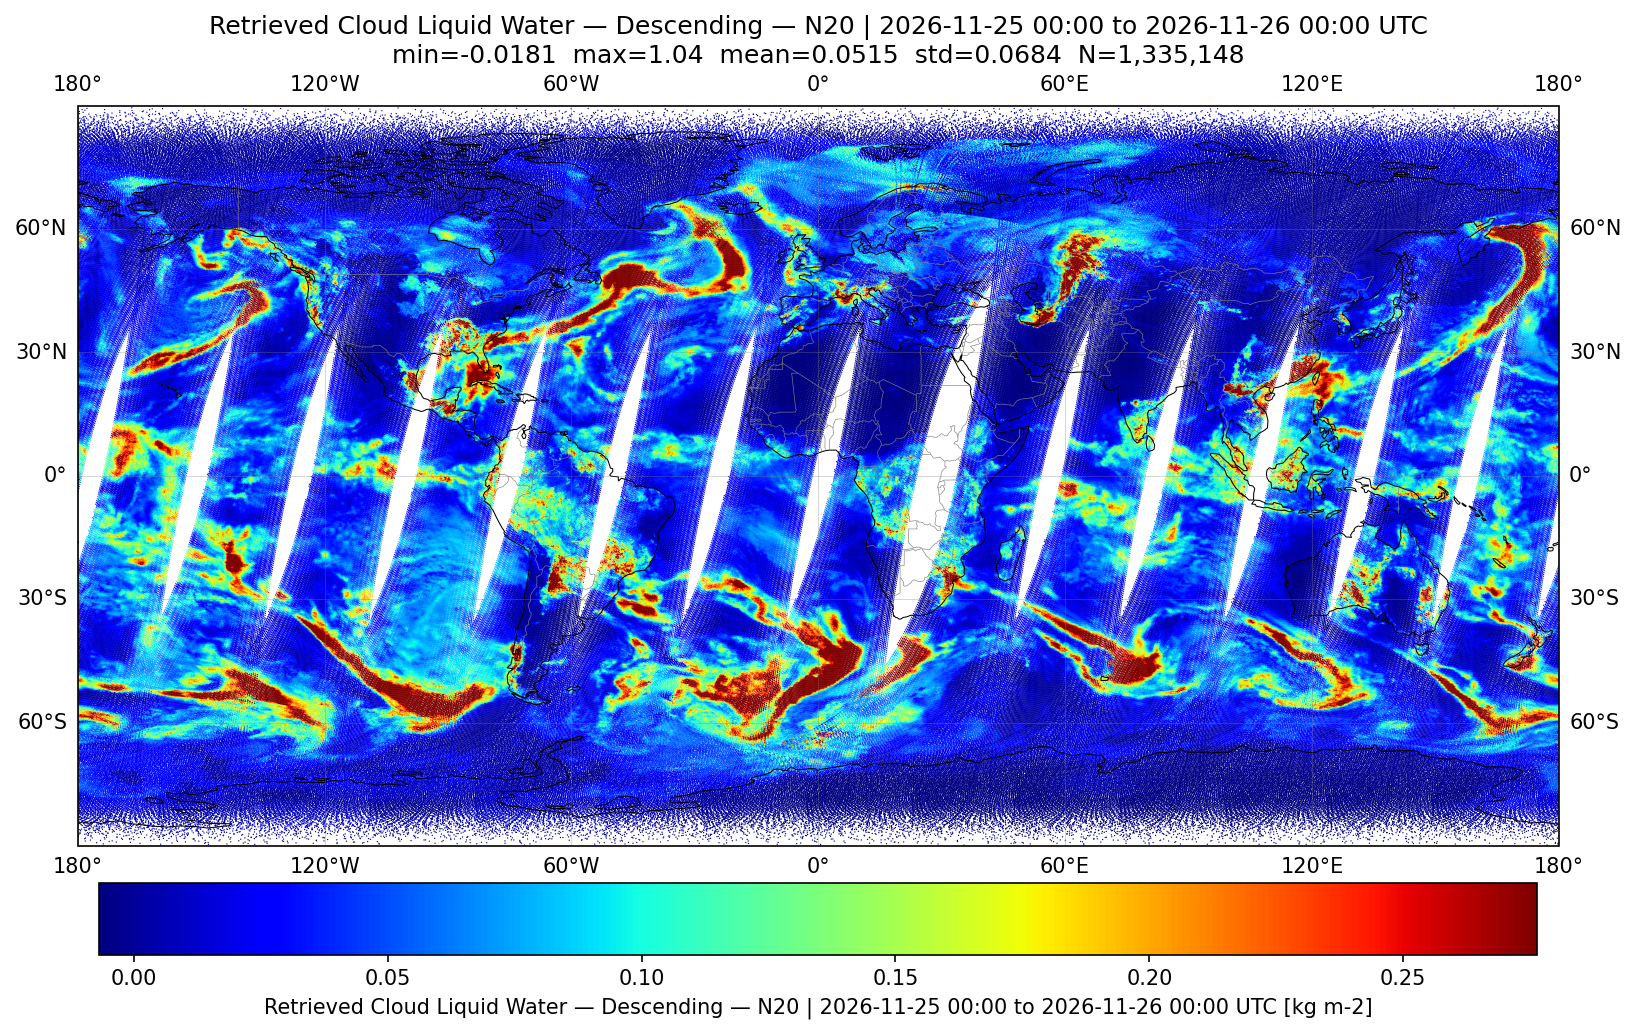 Retrieved Cloud Liquid Water — Descending — N20 | 2026-11-25 00:00 to 2026-11-26 00:00 UTC
min=-0.0181  max=1.04  mean=0.0515  std=0.0684  N=1,335,148
180° 120°W 60°W 0° 60°E 120°E 180°
60°N 60°N
30°N 30°N
0° 0°
30°S 30°S
60°S 60°S
180° 120°W 60°W 0° 60°E 120°E 180°
0.00 0.05 0.10 0.15 0.20 0.25
Retrieved Cloud Liquid Water — Descending — N20 | 2026-11-25 00:00 to 2026-11-26 00:00 UTC [kg m-2]